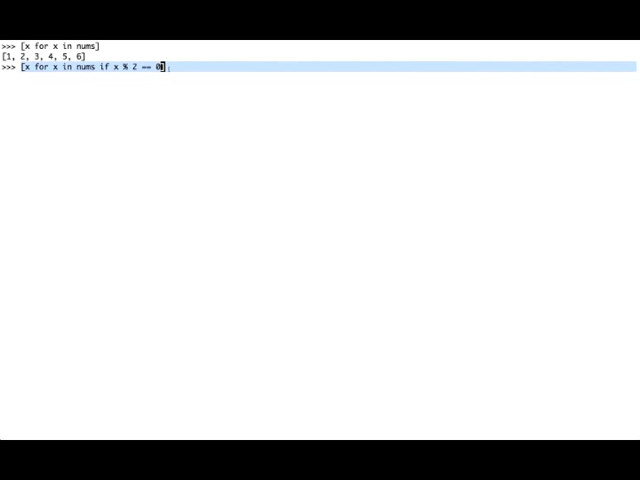 >>> [x for x in nums]
[1, 2, 3, 4, 5, 6]
>>> [x for x in nums if x % 2 == 0]